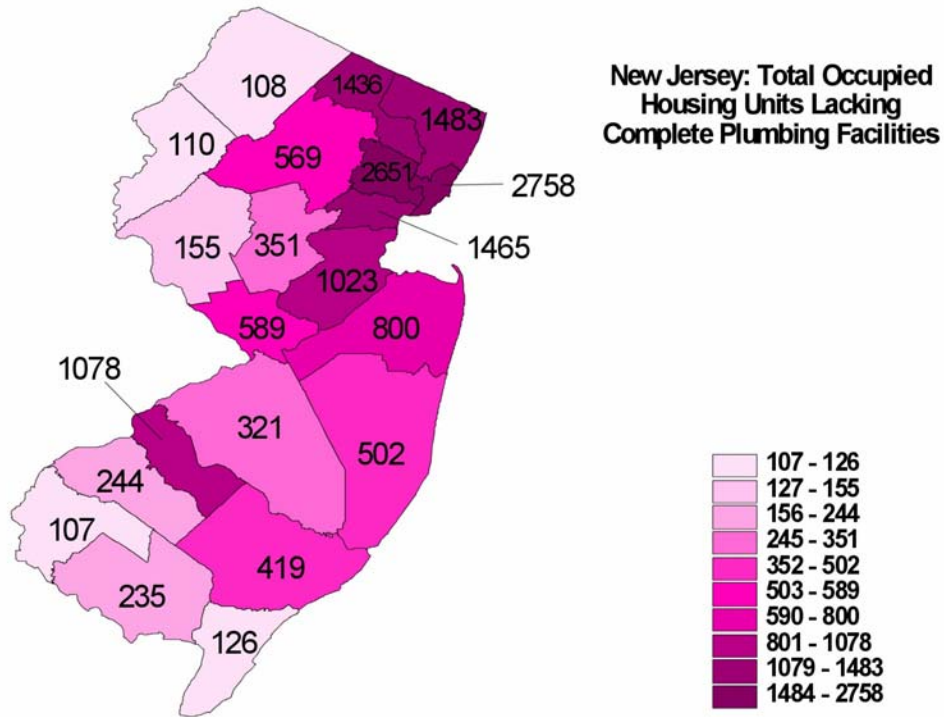 New Jersey: Total Occupied
Housing Units Lacking
Complete Plumbing Facilities
108
1436
1483
110
569
2651
2758
155
351
1465
1023
589
800
1078
321
502
244
107
419
235
126
107 - 126
127 - 155
156 - 244
245 - 351
352 - 502
503 - 589
590 - 800
801 - 1078
1079 - 1483
1484 - 2758